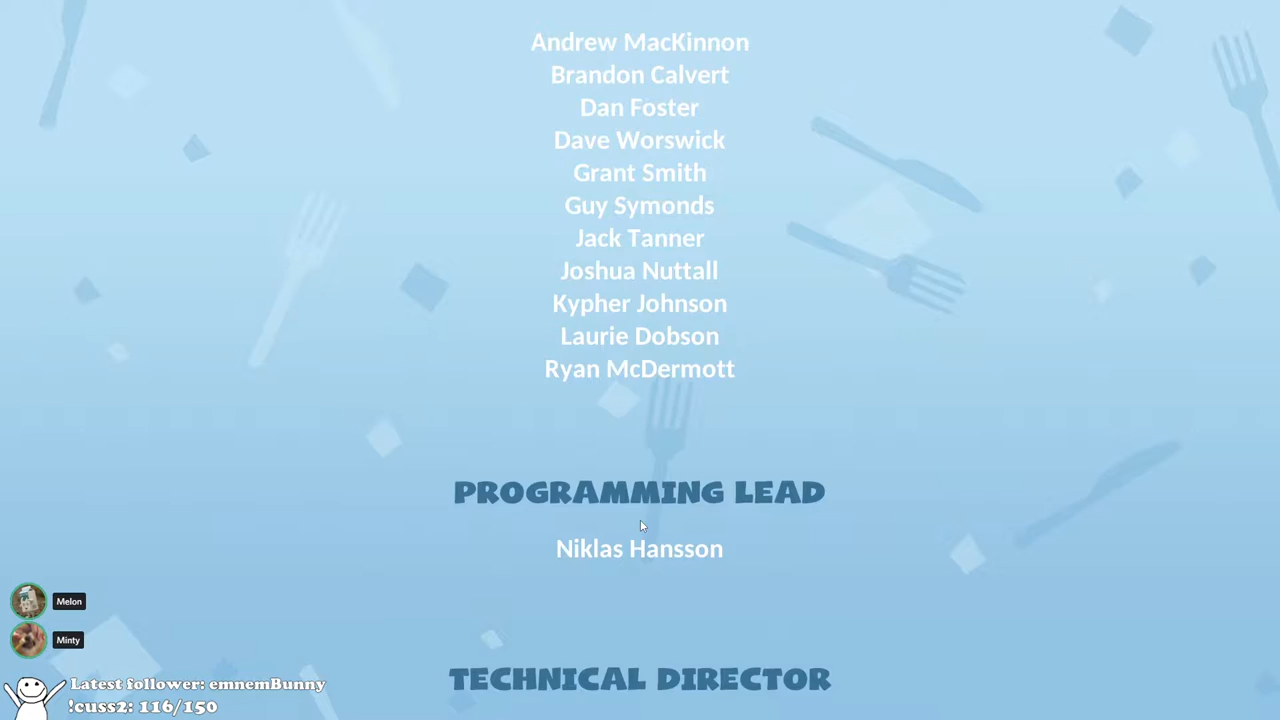 Andrew MacKinnon
Brandon Calvert
Dan Foster
Dave Worswick
Grant Smith
Guy Symonds
Jack Tanner
Joshua Nuttall
Kypher Johnson
Laurie Dobson
Ryan McDermott
PROGRAMMING LEAD
Niklas Hansson
TECHNICAL DIRECTOR
Melon
Minty
Latest follower: emnemBunny
!cuss2: 116/150